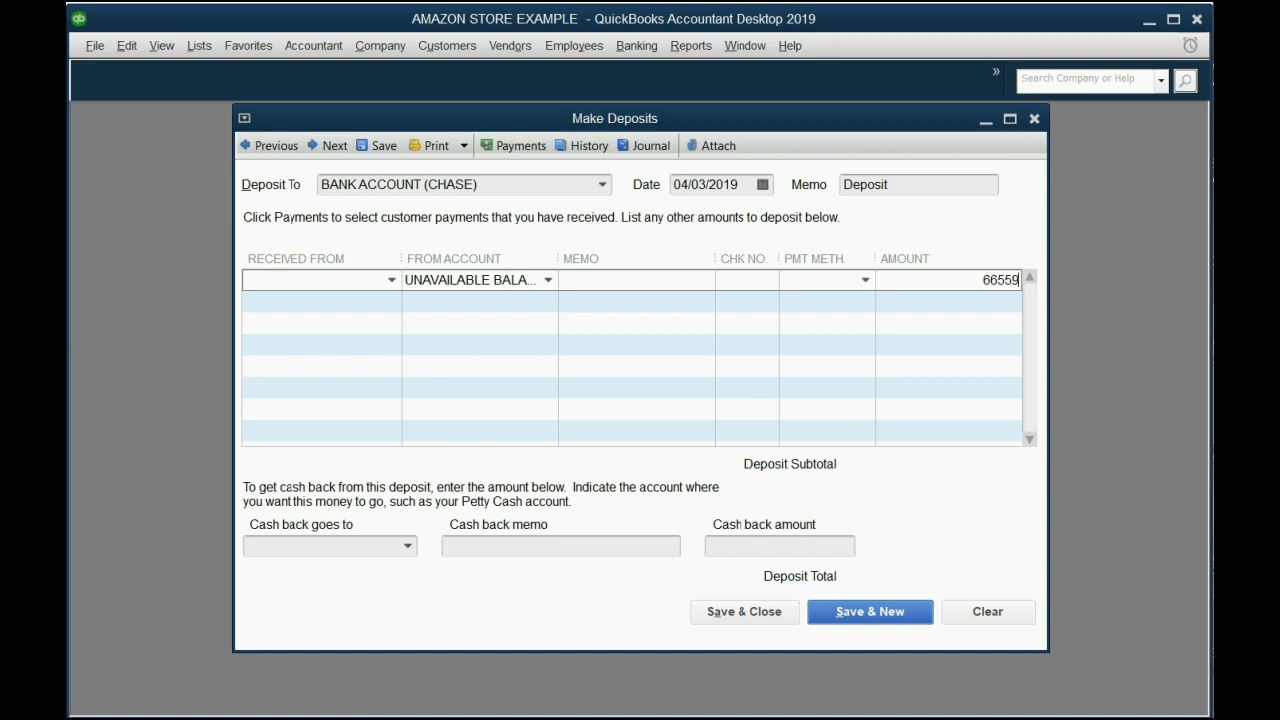 AMAZON STORE EXAMPLE - QuickBooks Accountant Desktop 2019
File Edit View Lists Favorites Accountant Company Customers Vendors Employees Banking Reports Window Help
» Search Company or Help
Make Deposits
Previous Next Save Print Payments History Journal Attach
Deposit To BANK ACCOUNT (CHASE) Date 04/03/2019 Memo Deposit
Click Payments to select customer payments that you have received. List any other amounts to deposit below.
RECEIVED FROM FROM ACCOUNT MEMO CHK NO. PMT METH. AMOUNT
UNAVAILABLE BALA... 66559
Deposit Subtotal
To get cash back from this deposit, enter the amount below. Indicate the account where
you want this money to go, such as your Petty Cash account.
Cash back goes to Cash back memo Cash back amount
Deposit Total
Save & Close Save & New Clear